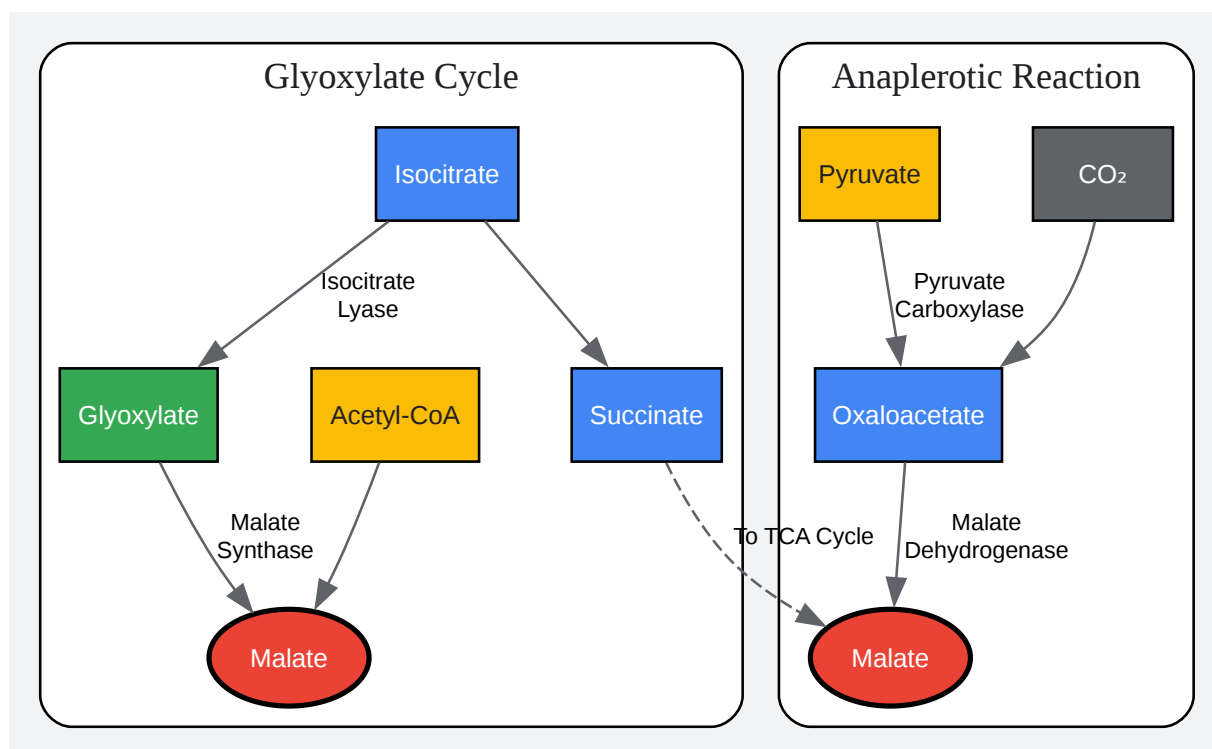 Glyoxylate Cycle
Anaplerotic Reaction
Isocitrate
Pyruvate
CO₂
Isocitrate
Lyase
Pyruvate
Carboxylase
Glyoxylate
Acetyl-CoA
Succinate
Oxaloacetate
Malate
Synthase
To TCA Cycle
Malate
Dehydrogenase
Malate
Malate